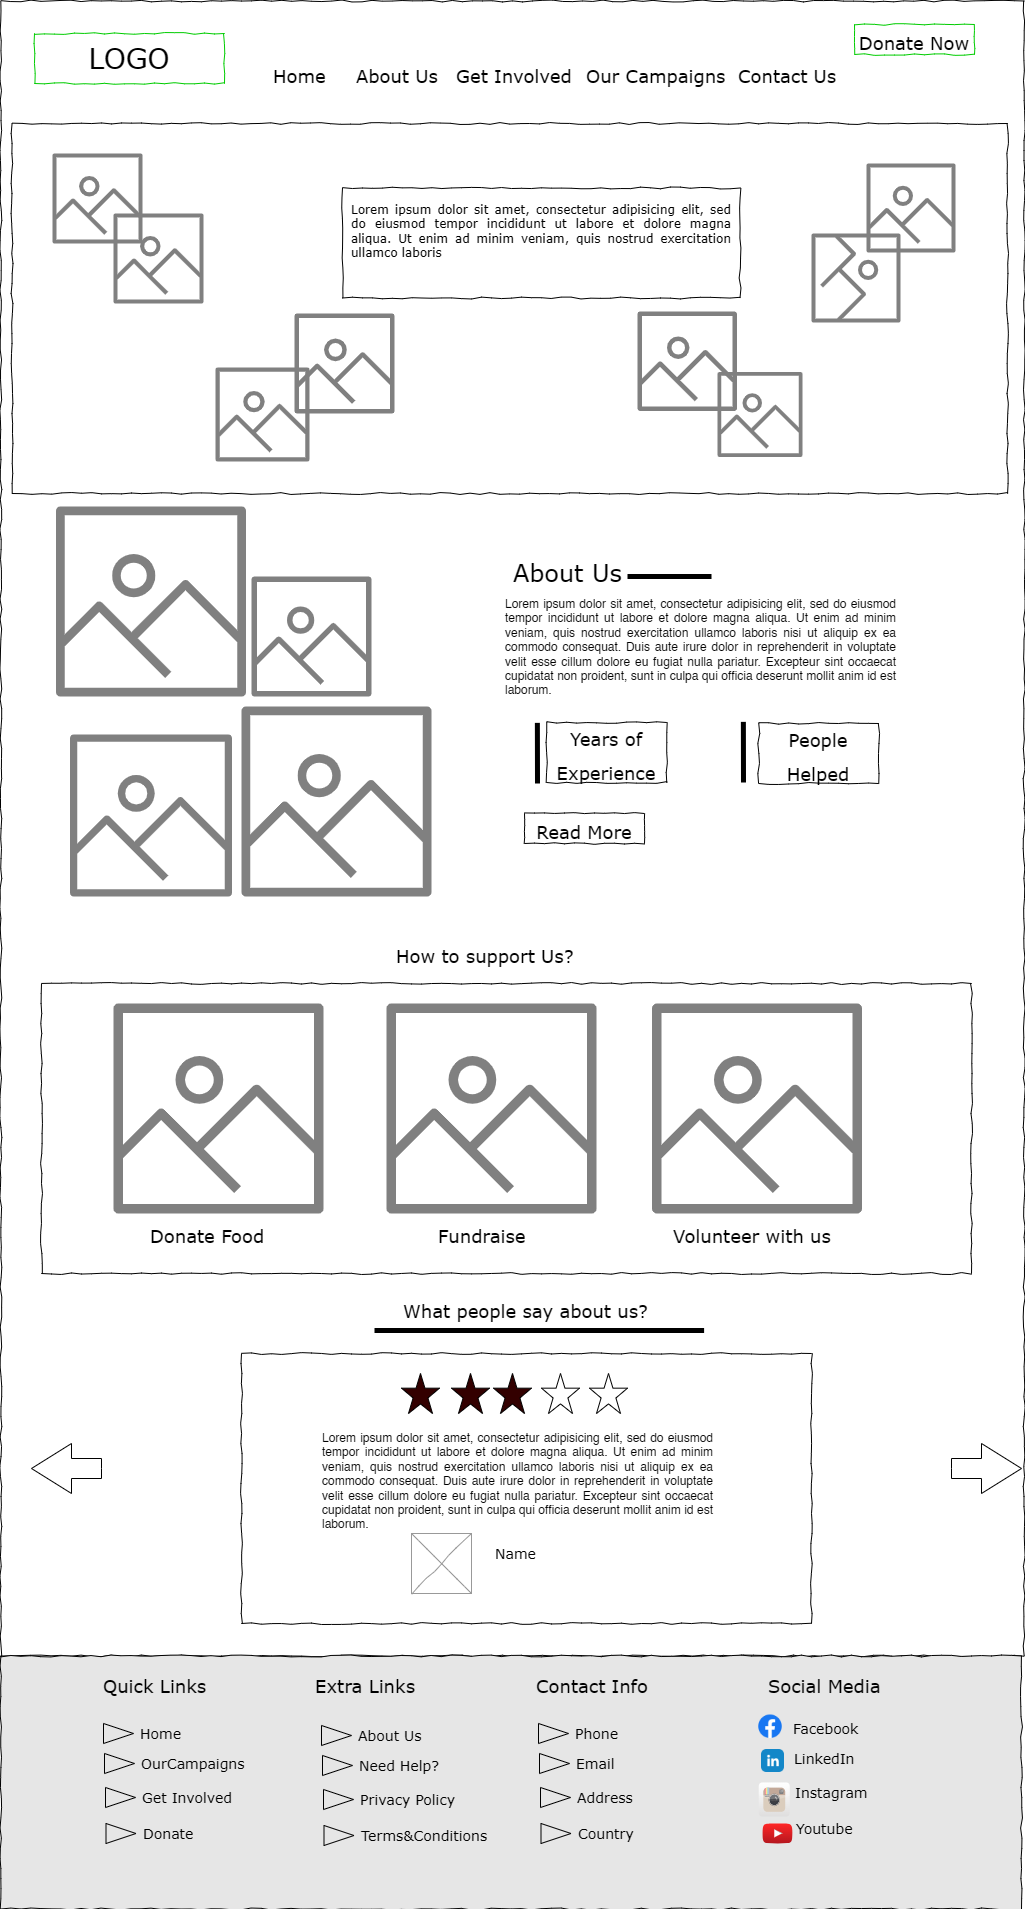 LOGO
Donate Now
Home About Us Get Involved Our Campaigns Contact Us
Lorem ipsum dolor sit amet, consectetur adipisicing elit, sed
do eiusmod tempor incididunt ut labore et dolore magna
aliqua. Ut enim ad minim veniam, quis nostrud exercitation
ullamco laboris
About Us
Lorem ipsum dolor sit amet, consectetur adipisicing elit, sed do eiusmod
tempor incididunt ut labore et dolore magna aliqua. Ut enim ad minim
veniam, quis nostrud exercitation ullamco laboris nisi ut aliquip ex ea
commodo consequat. Duis aute irure dolor in reprehenderit in voluptate
velit esse cillum dolore eu fugiat nulla pariatur. Excepteur sint occaecat
cupidatat non proident, sunt in culpa qui officia deserunt mollit anim id est
laborum.
Years of
Experience
People
Helped
Read More
How to support Us?
Donate Food
Fundraise
Volunteer with us
What people say about us?
Lorem ipsum dolor sit amet, consectetur adipisicing elit, sed do eiusmod
tempor incididunt ut labore et dolore magna aliqua. Ut enim ad minim
veniam, quis nostrud exercitation ullamco laboris nisi ut aliquip ex ea
commodo consequat. Duis aute irure dolor in reprehenderit in voluptate
velit esse cillum dolore eu fugiat nulla pariatur. Excepteur sint occaecat
cupidatat non proident, sunt in culpa qui officia deserunt mollit anim id est
laborum.
Name
Quick Links
Home
OurCampaigns
Get Involved
Donate
Extra Links
About Us
Need Help?
Privacy Policy
Terms&Conditions
Contact Info
Phone
Email
Address
Country
Social Media
Facebook
in LinkedIn
Instagram
Youtube